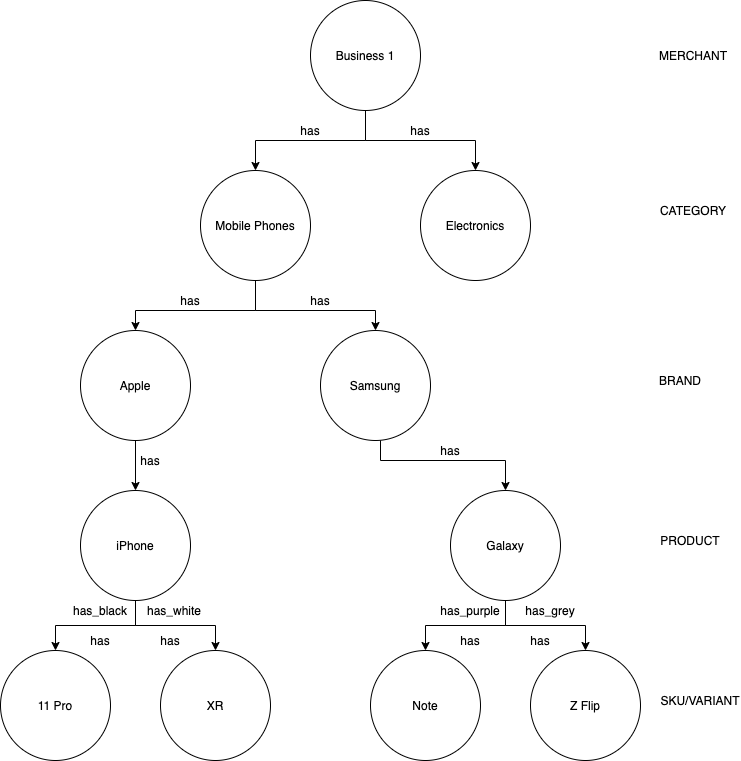 Business 1
MERCHANT
has
has
Mobile Phones
Electronics
CATEGORY
has
has
Apple
Samsung
BRAND
has
has
iPhone
Galaxy
PRODUCT
has_black
has_white
has_purple
has_grey
has
has
has
has
11 Pro
XR
Note
Z Flip
SKU/VARIANT